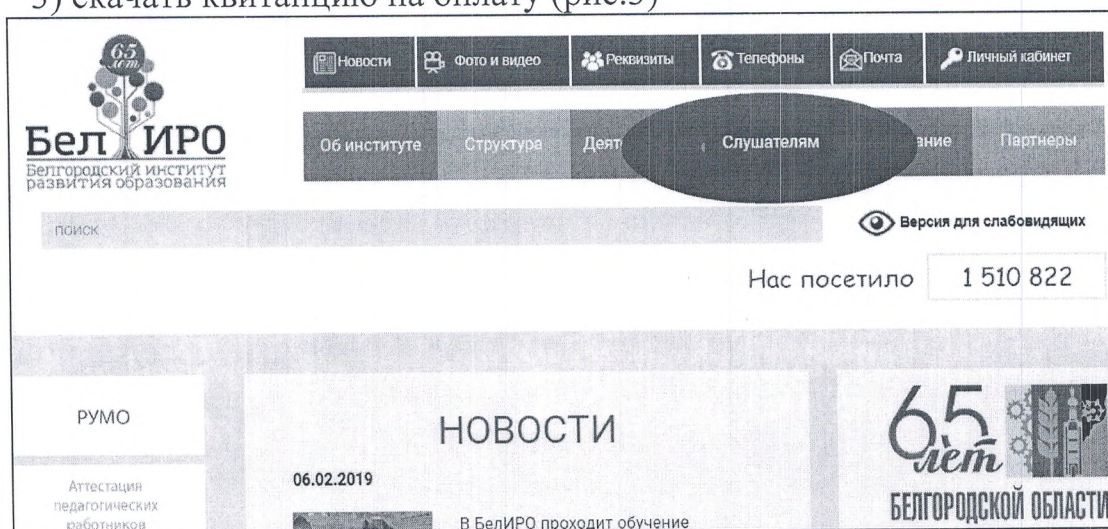 3) скачать квитанцию на оплату (рис.3)
65 лет
Новости Фото и видео Реквизиты Телефоны Почта Личный кабинет
БелИРО
Белгородский институт
развития образования
Об институте Структура Деят Слушателям ание Партнеры
поиск
Версия для слабовидящих
Нас посетило 1 510 822
РУМО
НОВОСТИ
65 лет
БЕЛГОРОДСКОЙ ОБЛАСТИ
Аттестация
педагогических
работников
06.02.2019
В БелИРО проходит обучение